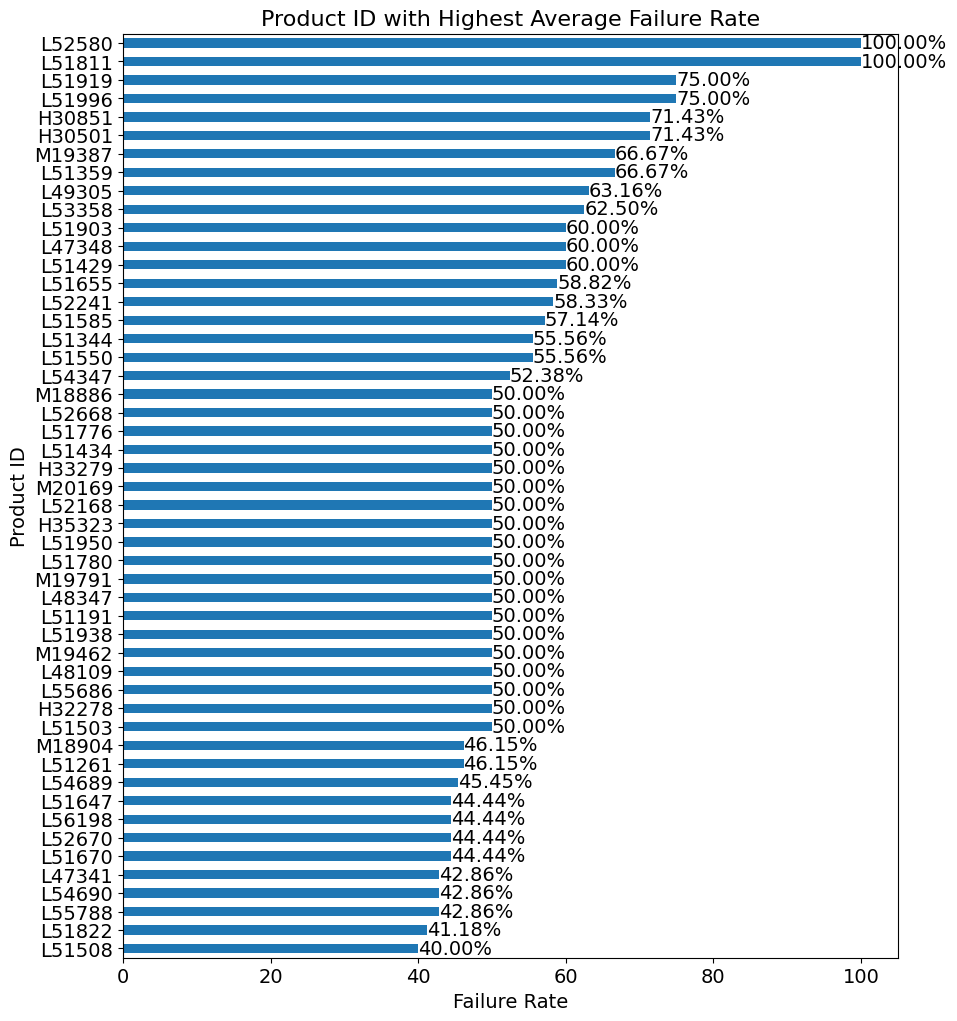 Product ID with Highest Average Failure Rate
L52580 100.00%
L51811 100.00%
L51919 75.00%
L51996 75.00%
H30851 71.43%
H30501 71.43%
M19387 66.67%
L51359 66.67%
L49305 63.16%
L53358 62.50%
L51903 60.00%
L47348 60.00%
L51429 60.00%
L51655 58.82%
L52241 58.33%
L51585 57.14%
L51344 55.56%
L51550 55.56%
L54347 52.38%
M18886 50.00%
L52668 50.00%
L51776 50.00%
L51434 50.00%
H33279 50.00%
M20169 50.00%
L52168 50.00%
H35323 50.00%
L51950 50.00%
L51780 50.00%
M19791 50.00%
L48347 50.00%
L51191 50.00%
L51938 50.00%
M19462 50.00%
L48109 50.00%
L55686 50.00%
H32278 50.00%
L51503 50.00%
M18904 46.15%
L51261 46.15%
L54689 45.45%
L51647 44.44%
L56198 44.44%
L52670 44.44%
L51670 44.44%
L47341 42.86%
L54690 42.86%
L55788 42.86%
L51822 41.18%
L51508 40.00%
Product ID
0 20 40 60 80 100
Failure Rate